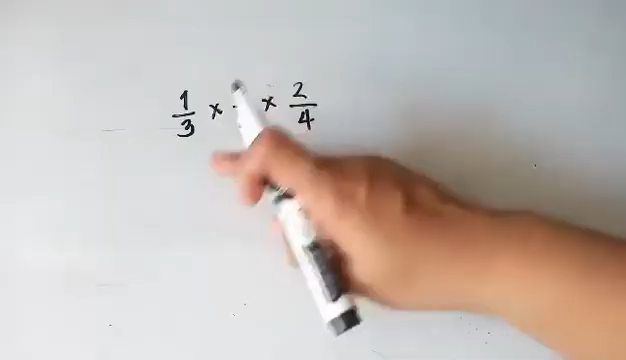 1/3 × × 2/4